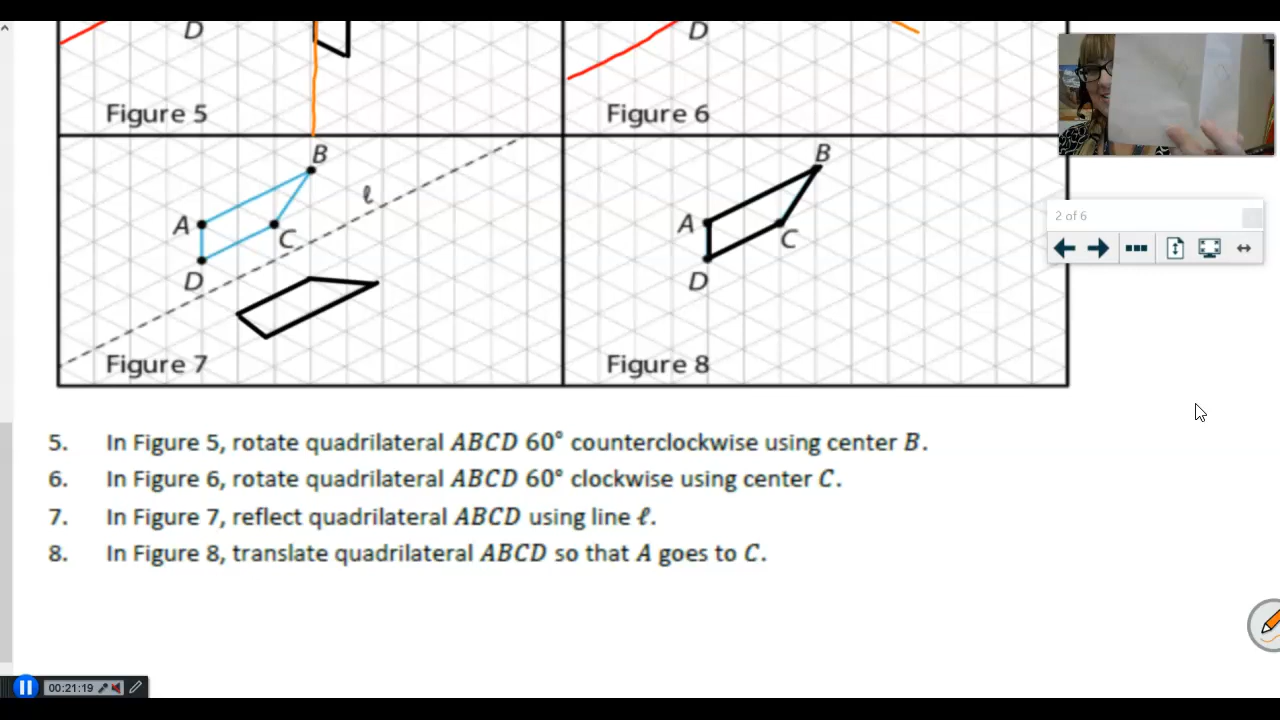 D
D
Figure 5
Figure 6
B
ℓ
A
C
D
Figure 7
B
A
C
D
Figure 8
2 of 6
5. In Figure 5, rotate quadrilateral ABCD 60° counterclockwise using center B.
6. In Figure 6, rotate quadrilateral ABCD 60° clockwise using center C.
7. In Figure 7, reflect quadrilateral ABCD using line ℓ.
8. In Figure 8, translate quadrilateral ABCD so that A goes to C.
00:21:19